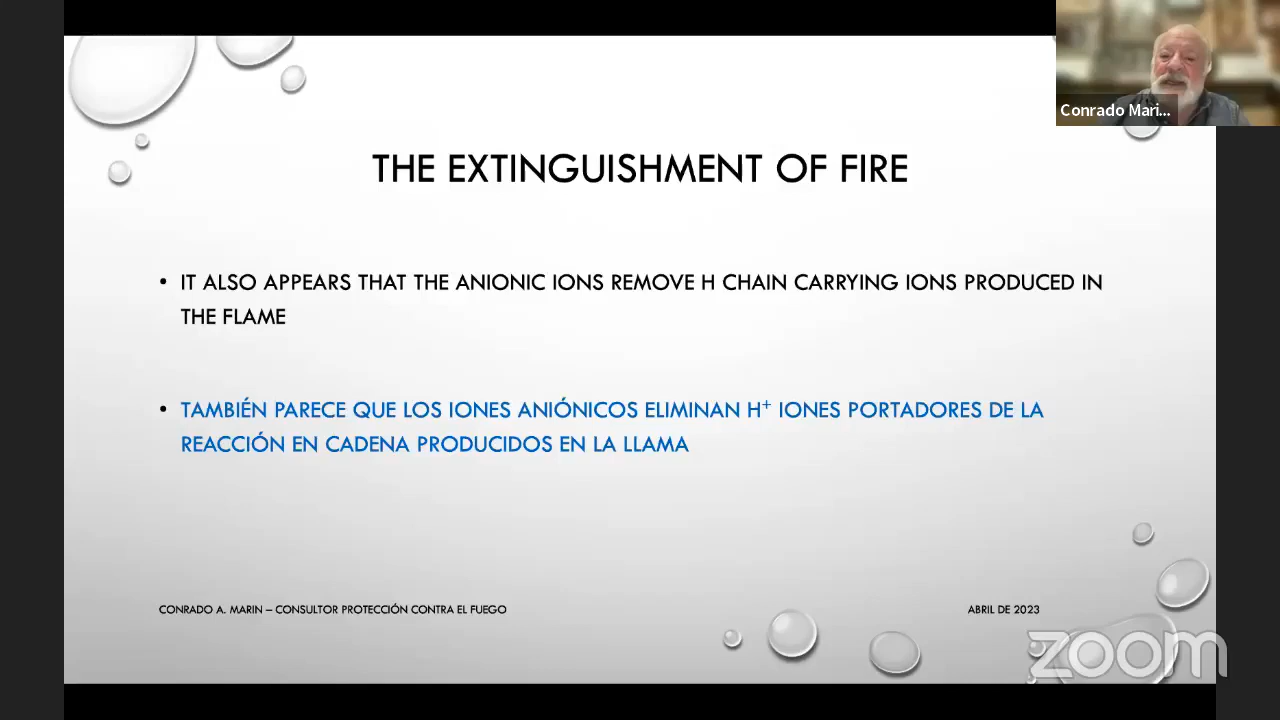 Conrado Mari...
THE EXTINGUISHMENT OF FIRE
• IT ALSO APPEARS THAT THE ANIONIC IONS REMOVE H CHAIN CARRYING IONS PRODUCED IN
THE FLAME
• TAMBIÉN PARECE QUE LOS IONES ANIÓNICOS ELIMINAN H⁺ IONES PORTADORES DE LA
REACCIÓN EN CADENA PRODUCIDOS EN LA LLAMA
CONRADO A. MARIN – CONSULTOR PROTECCIÓN CONTRA EL FUEGO
ABRIL DE 2023
zoom